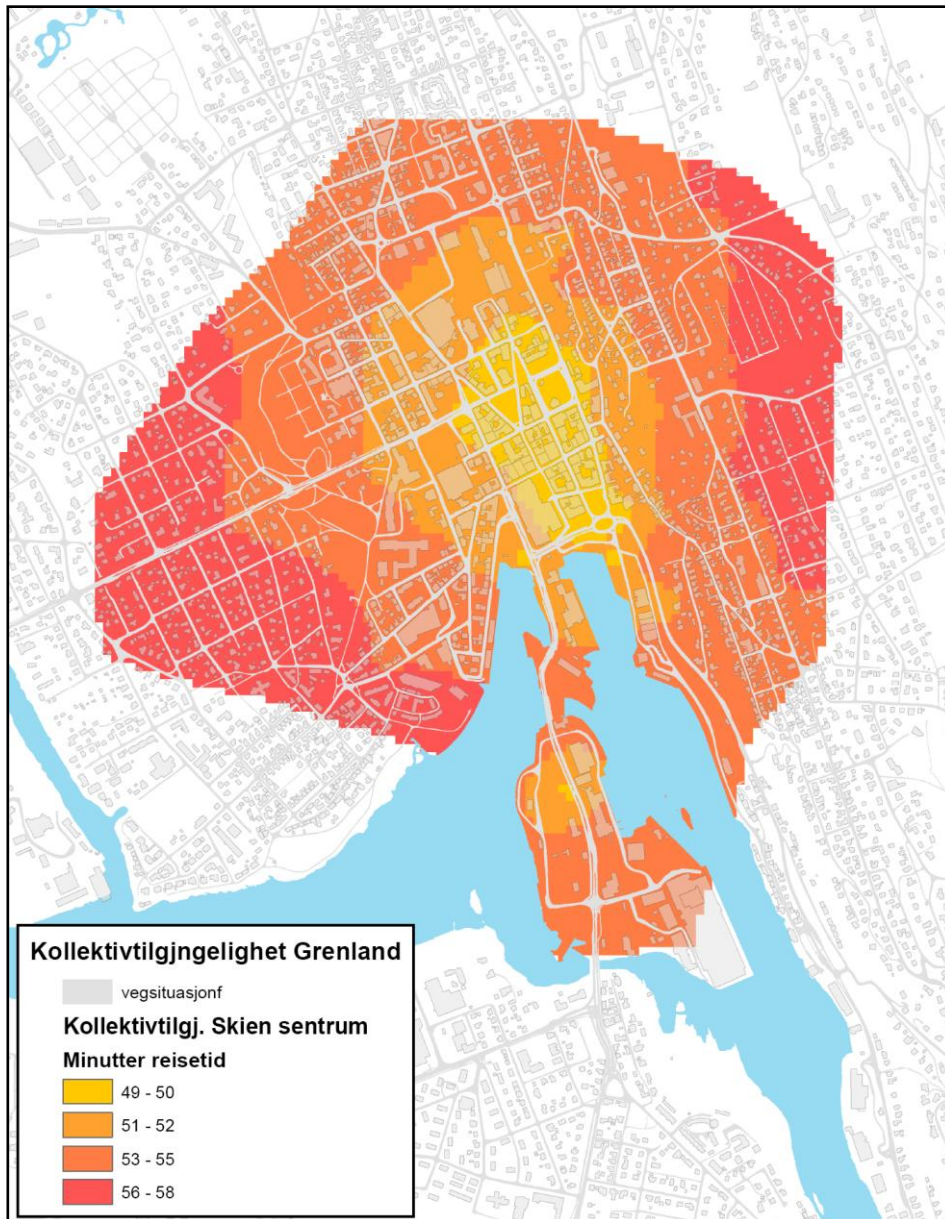 Kollektivtilgjngelighet Grenland
vegsituasjonf
Kollektivtilgj. Skien sentrum
Minutter reisetid
49 - 50
51 - 52
53 - 55
56 - 58